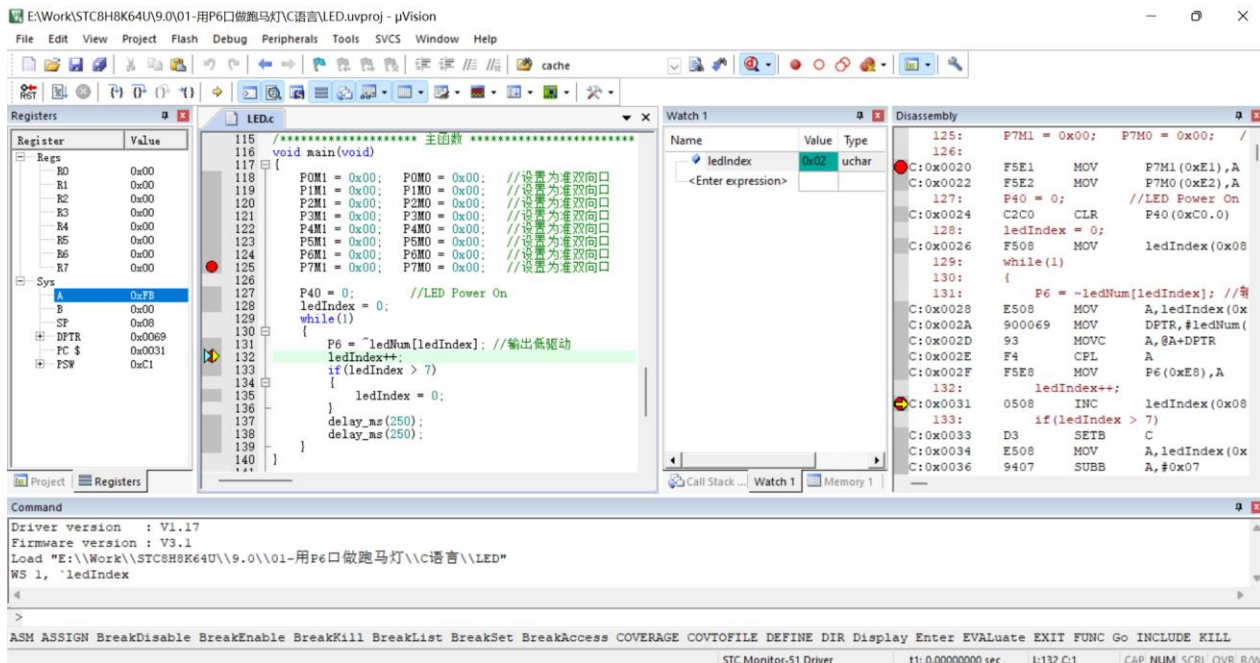 E:\Work\STC8H8K64U\9.0\01-用P6口做跑马灯\C语言\LED.uvproj - µVision
File Edit View Project Flash Debug Peripherals Tools SVCS Window Help
cache
RST
Registers
Register Value
Regs
R0 0x00
R1 0x00
R2 0x00
R3 0x00
R4 0x00
R5 0x00
R6 0x00
R7 0x00
Sys
A 0xFB
B 0x00
SP 0x08
DPTR 0x0069
PC $ 0x0031
PSW 0xC1
Project Registers
LED.c
115 /******************** 主函数 ************************
116 void main(void)
117 {
118 P0M1 = 0x00; P0M0 = 0x00; //设置为准双向口
119 P1M1 = 0x00; P1M0 = 0x00; //设置为准双向口
120 P2M1 = 0x00; P2M0 = 0x00; //设置为准双向口
121 P3M1 = 0x00; P3M0 = 0x00; //设置为准双向口
122 P4M1 = 0x00; P4M0 = 0x00; //设置为准双向口
123 P5M1 = 0x00; P5M0 = 0x00; //设置为准双向口
124 P6M1 = 0x00; P6M0 = 0x00; //设置为准双向口
125 P7M1 = 0x00; P7M0 = 0x00; //设置为准双向口
126
127 P40 = 0; //LED Power On
128 ledIndex = 0;
129 while(1)
130 {
131 P6 = ~ledNum[ledIndex]; //输出低驱动
132 ledIndex++;
133 if(ledIndex > 7)
134 {
135 ledIndex = 0;
136 }
137 delay_ms(250);
138 delay_ms(250);
139 }
140 }
141
Watch 1
Name Value Type
ledIndex 0x02 uchar
<Enter expression>
Call Stack ... Watch 1 Memory 1
Disassembly
125: P7M1 = 0x00; P7M0 = 0x00; /
126:
C:0x0020 F5E1 MOV P7M1(0xE1),A
C:0x0022 F5E2 MOV P7M0(0xE2),A
127: P40 = 0; //LED Power On
C:0x0024 C2C0 CLR P40(0xC0.0)
128: ledIndex = 0;
C:0x0026 F508 MOV ledIndex(0x08
129: while(1)
130: {
131: P6 = ~ledNum[ledIndex]; //输
C:0x0028 E508 MOV A,ledIndex(0x
C:0x002A 900069 MOV DPTR,#ledNum(
C:0x002D 93 MOVC A,@A+DPTR
C:0x002E F4 CPL A
C:0x002F F5E8 MOV P6(0xE8),A
132: ledIndex++;
C:0x0031 0508 INC ledIndex(0x08
133: if(ledIndex > 7)
C:0x0033 D3 SETB C
C:0x0034 E508 MOV A,ledIndex(0x
C:0x0036 9407 SUBB A,#0x07
Command
Driver version : V1.17
Firmware version : V3.1
Load "E:\\Work\\STC8H8K64U\\9.0\\01-用P6口做跑马灯\\C语言\\LED"
WS 1, `ledIndex
>
ASM ASSIGN BreakDisable BreakEnable BreakKill BreakList BreakSet BreakAccess COVERAGE COVTOFILE DEFINE DIR Display Enter EVALuate EXIT FUNC Go INCLUDE KILL
STC Monitor-51 Driver t1: 0.00000000 sec L:132 C:1 CAP NUM SCRL OVR R/W